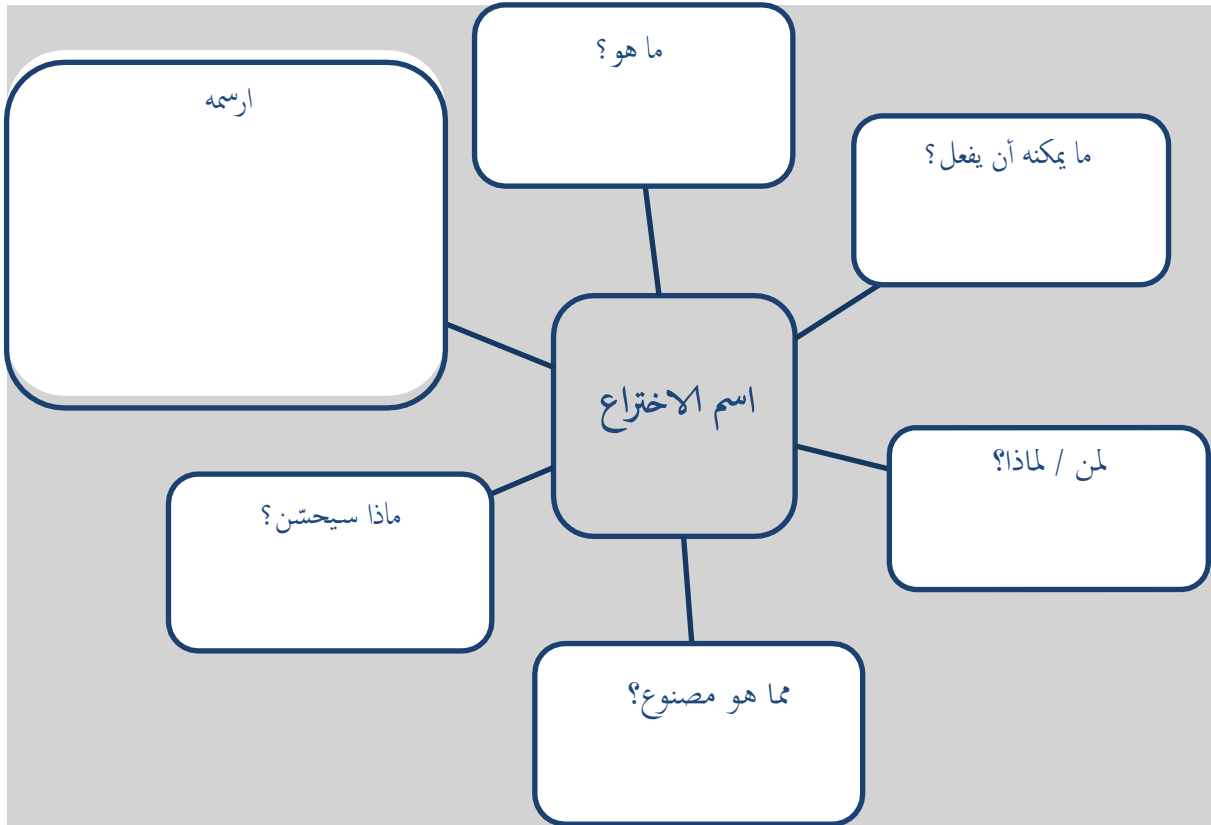 ما هو؟
ارسمه
ما يمكنه أن يفعل؟
اسم الاختراع
لمن / لماذا؟
ماذا سيحسّن؟
مما هو مصنوع؟